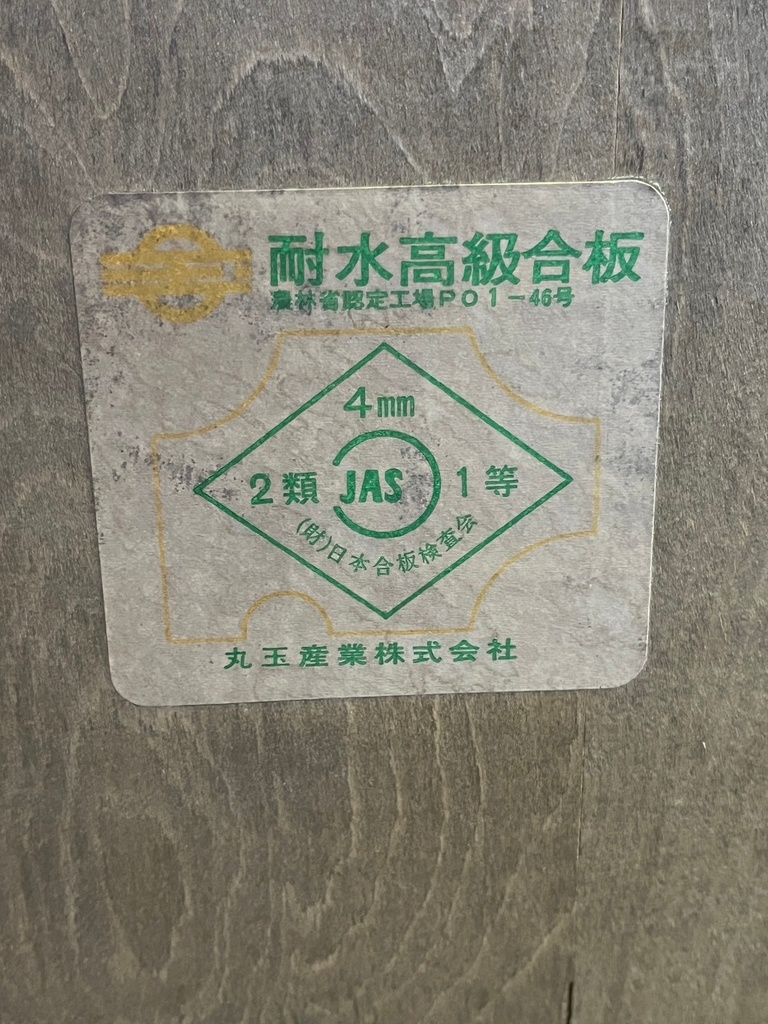 耐水高級合板
農林省認定工場PO1－46号
4mm
2類 JAS 1等
(財)日本合板検査会
丸玉産業株式会社